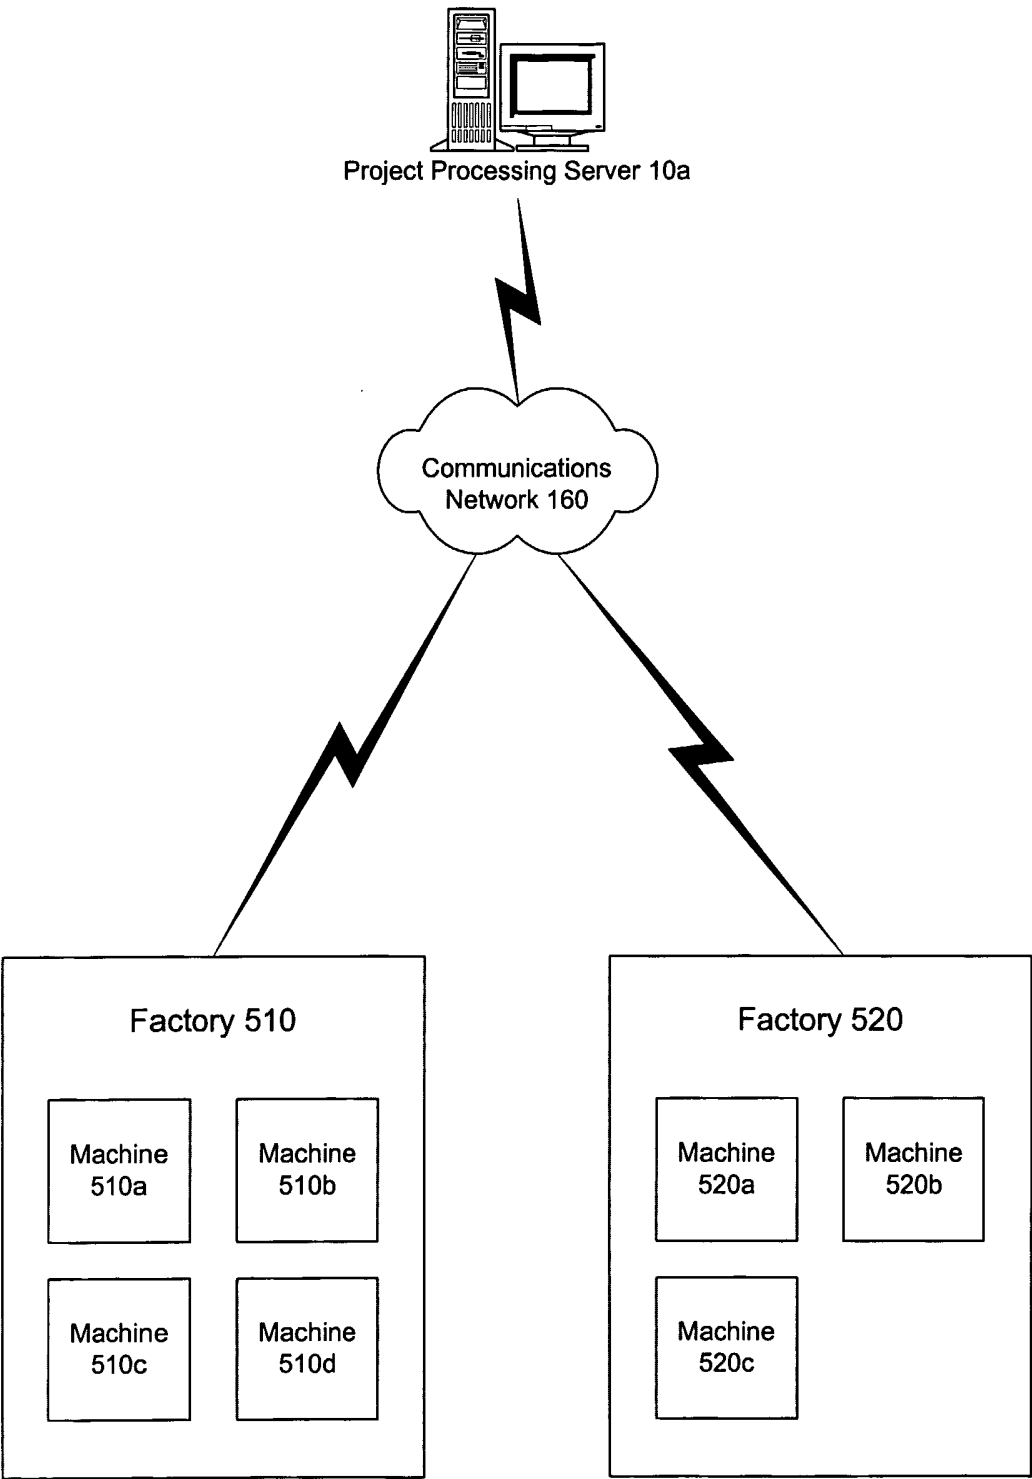 Project Processing Server 10a
Communications
Network 160
Factory 510
Machine
510a
Machine
510b
Machine
510c
Machine
510d
Factory 520
Machine
520a
Machine
520b
Machine
520c